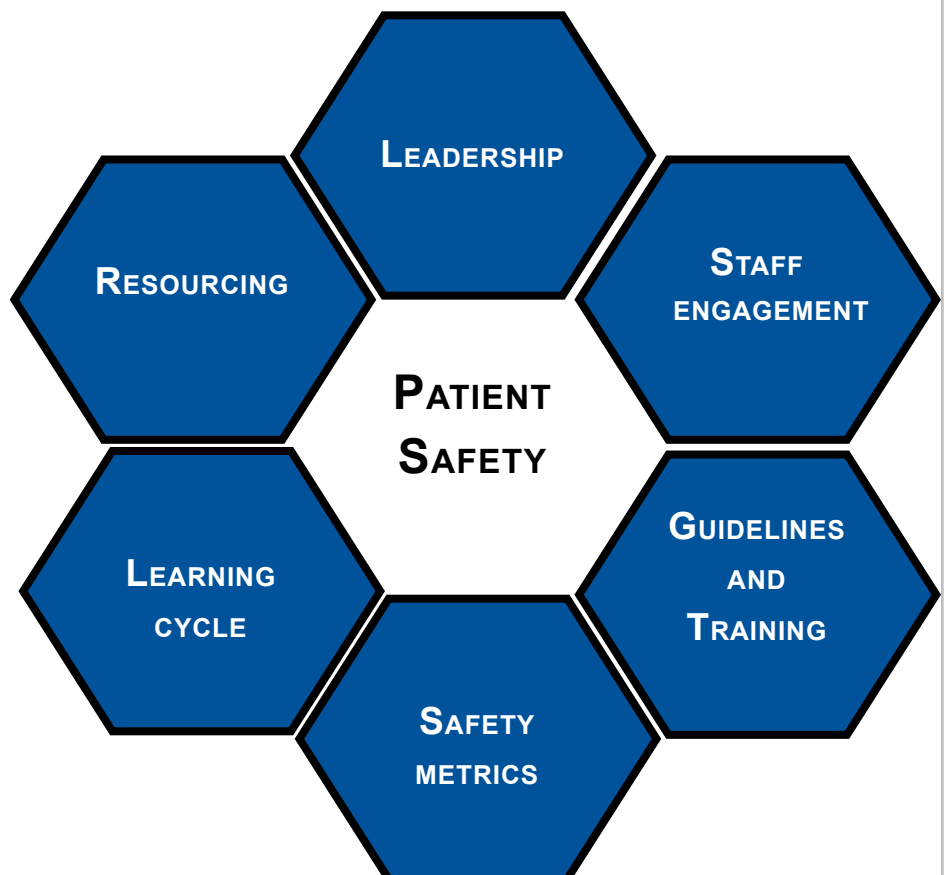 Leadership
Resourcing
Staff
engagement
Patient
Safety
Guidelines
and
Training
Learning
cycle
Safety
metrics